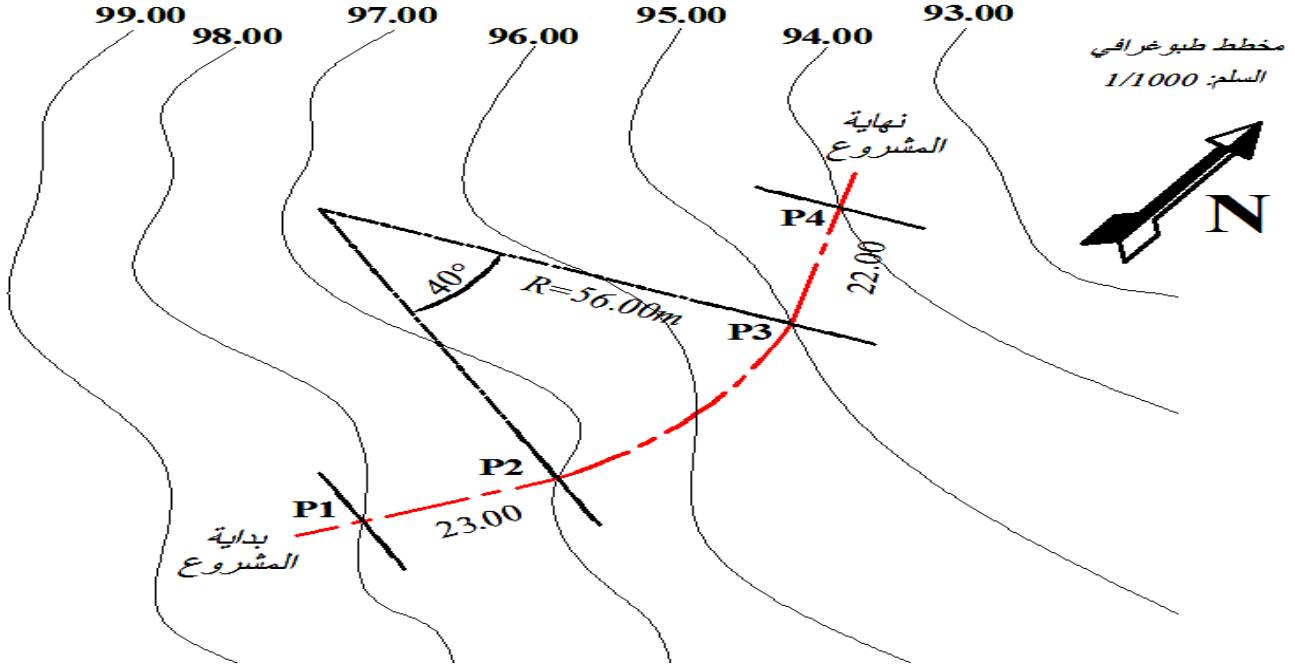 99.00
98.00
97.00
96.00
95.00
94.00
93.00
مخطط طبوغرافي
السلم: 1/1000
N
نهاية
المشروع
P4
22.00
40°
R=56.00m
P3
P2
P1
23.00
بداية
المشروع